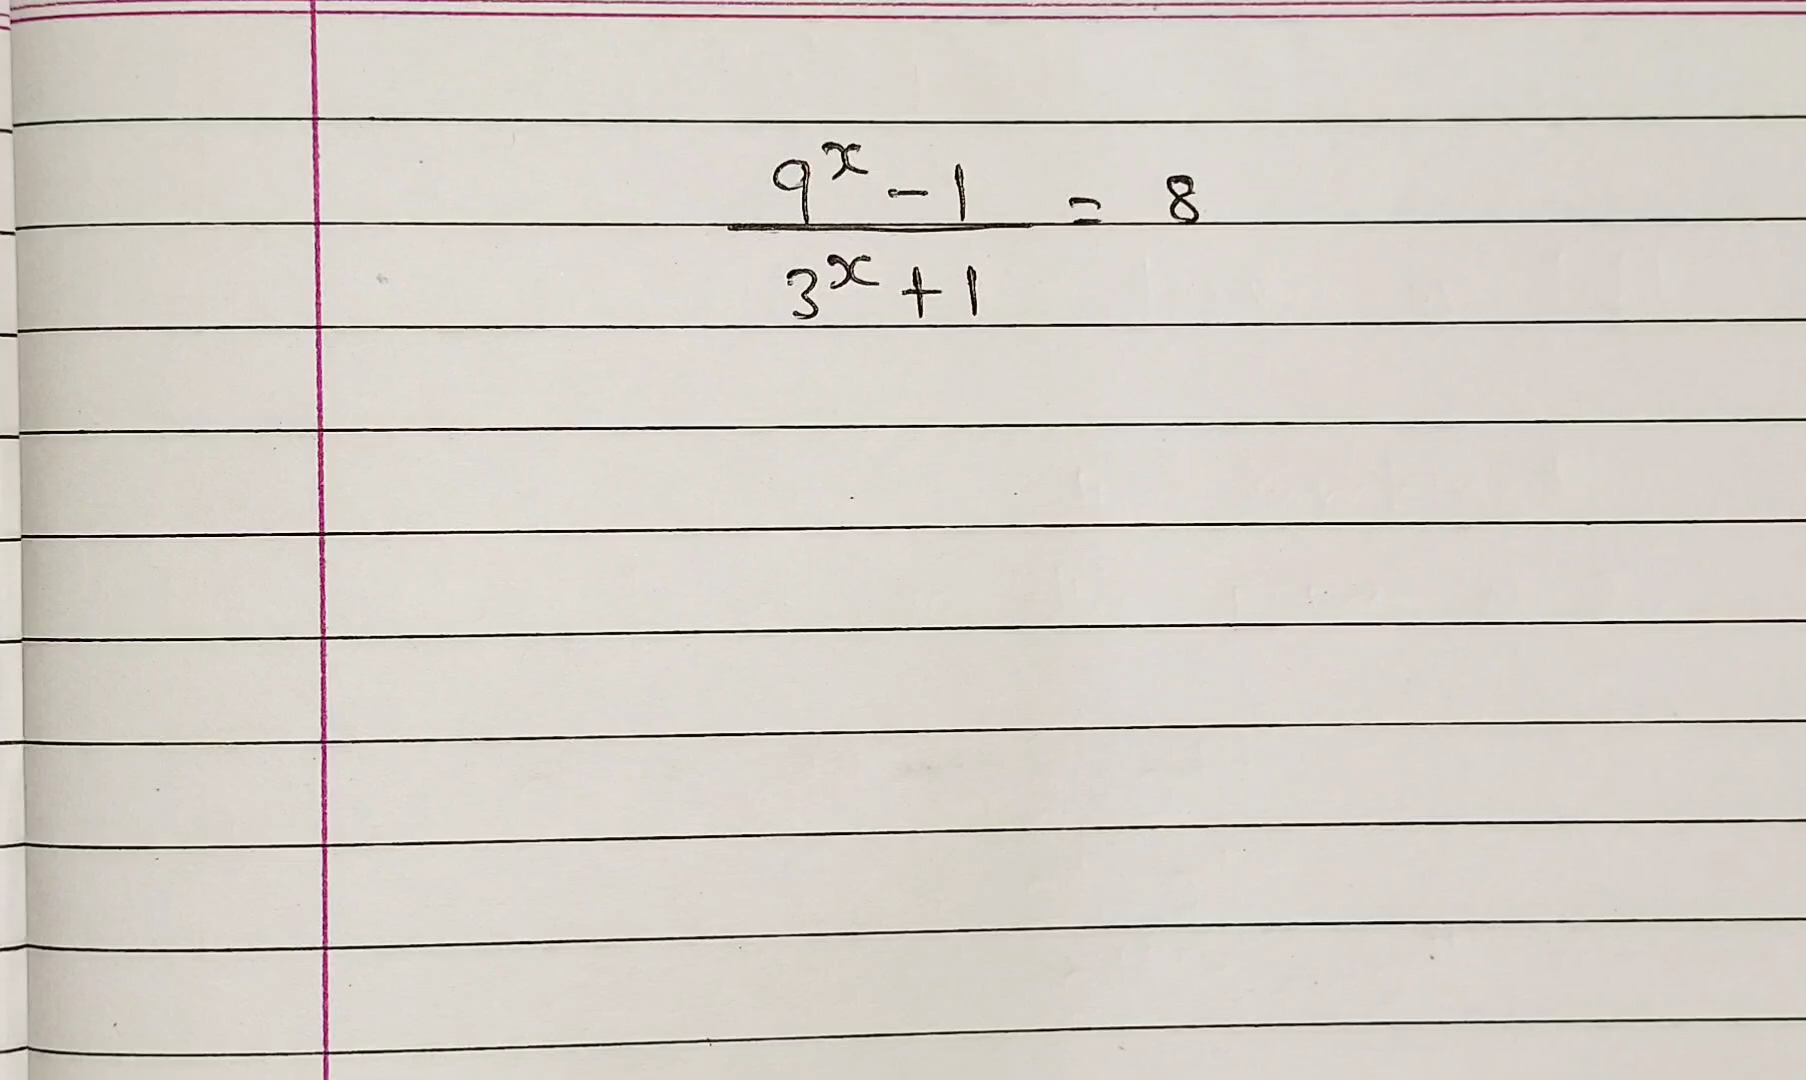 9^x - 1 = 8
3^x + 1